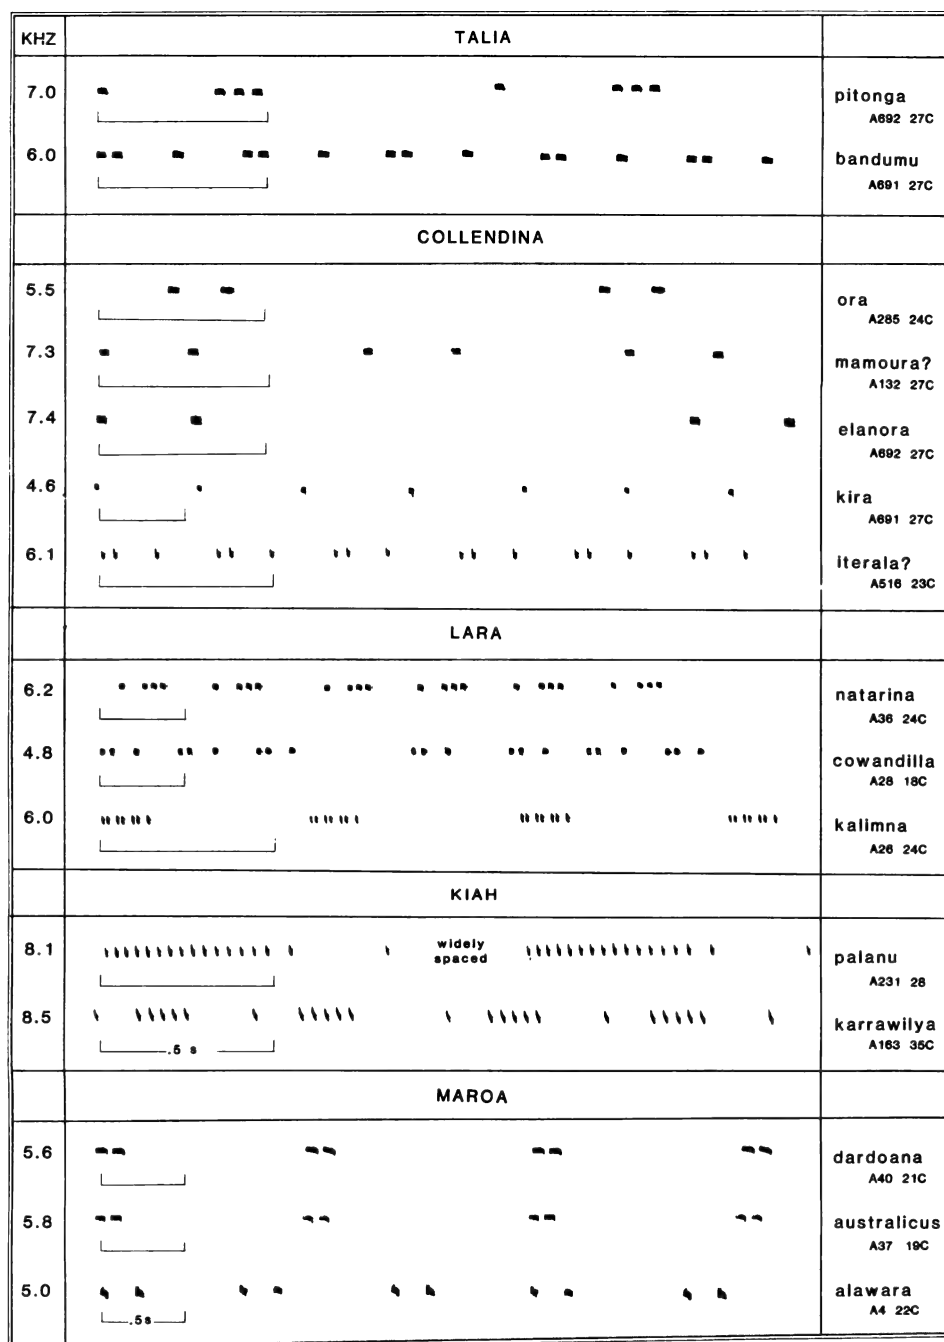 KHZ TALIA
7.0 pitonga
A692 27C
6.0 bandumu
A691 27C
COLLENDINA
5.5 ora
A285 24C
7.3 mamoura?
A132 27C
7.4 elanora
A692 27C
4.6 kira
A691 27C
6.1 iterala?
A516 23C
LARA
6.2 natarina
A36 24C
4.8 cowandilla
A28 18C
6.0 kalimna
A26 24C
KIAH
8.1 widely spaced palanu
A231 28
8.5 karrawilya
.5 s A163 35C
MAROA
5.6 dardoana
A40 21C
5.8 australicus
A37 19C
5.0 alawara
.5s A4 22C